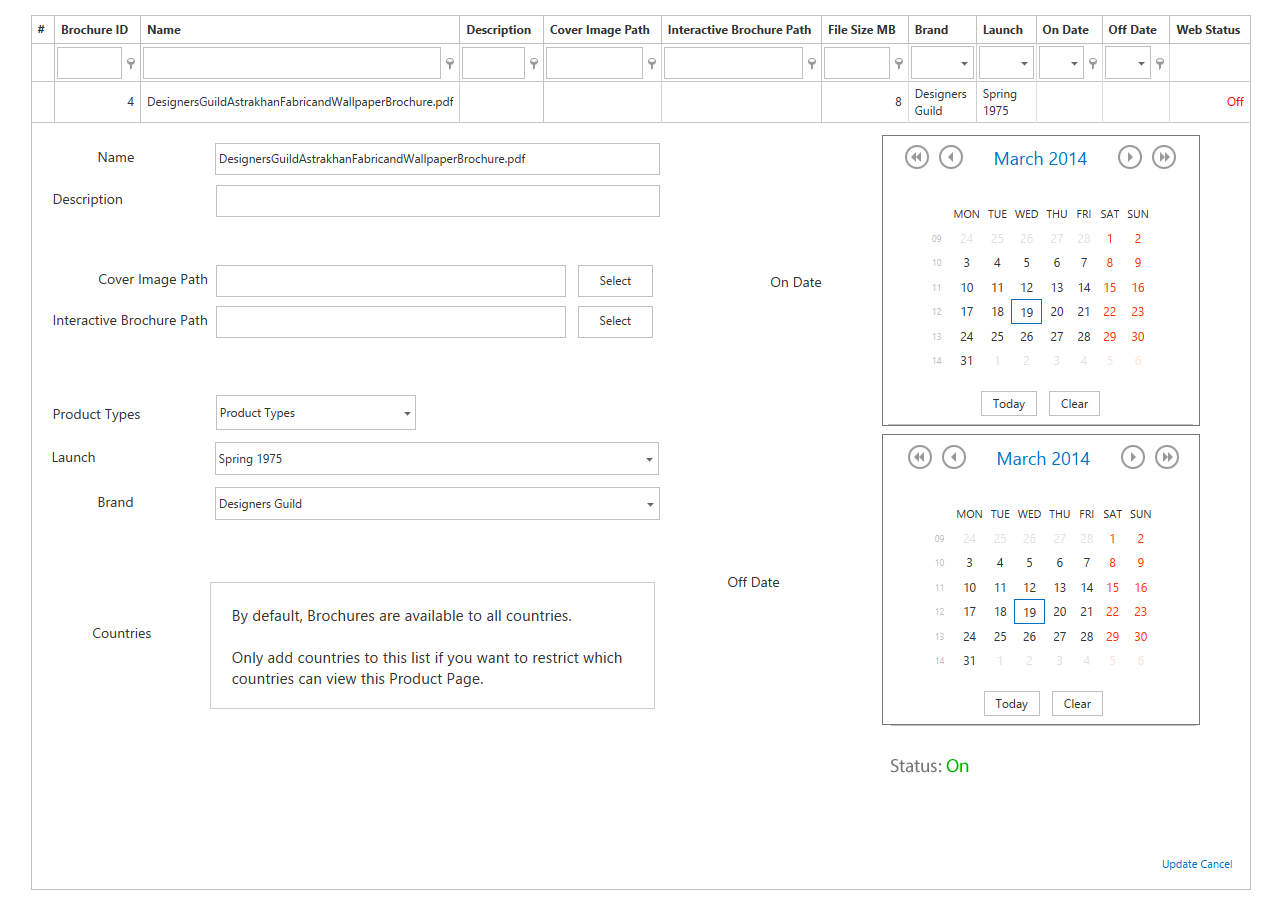 # Brochure ID Name Description Cover Image Path Interactive Brochure Path File Size MB Brand Launch On Date Off Date Web Status
4 DesignersGuildAstrakhanFabricandWallpaperBrochure.pdf 8 Designers Guild Spring 1975 Off
Name DesignersGuildAstrakhanFabricandWallpaperBrochure.pdf
Description
Cover Image Path Select
Interactive Brochure Path Select
Product Types Product Types
Launch Spring 1975
Brand Designers Guild
Countries
By default, Brochures are available to all countries.
Only add countries to this list if you want to restrict which
countries can view this Product Page.
On Date
March 2014
MON TUE WED THU FRI SAT SUN
09 24 25 26 27 28 1 2
10 3 4 5 6 7 8 9
11 10 11 12 13 14 15 16
12 17 18 19 20 21 22 23
13 24 25 26 27 28 29 30
14 31 1 2 3 4 5 6
Today Clear
Off Date
March 2014
MON TUE WED THU FRI SAT SUN
09 24 25 26 27 28 1 2
10 3 4 5 6 7 8 9
11 10 11 12 13 14 15 16
12 17 18 19 20 21 22 23
13 24 25 26 27 28 29 30
14 31 1 2 3 4 5 6
Today Clear
Status: On
Update Cancel